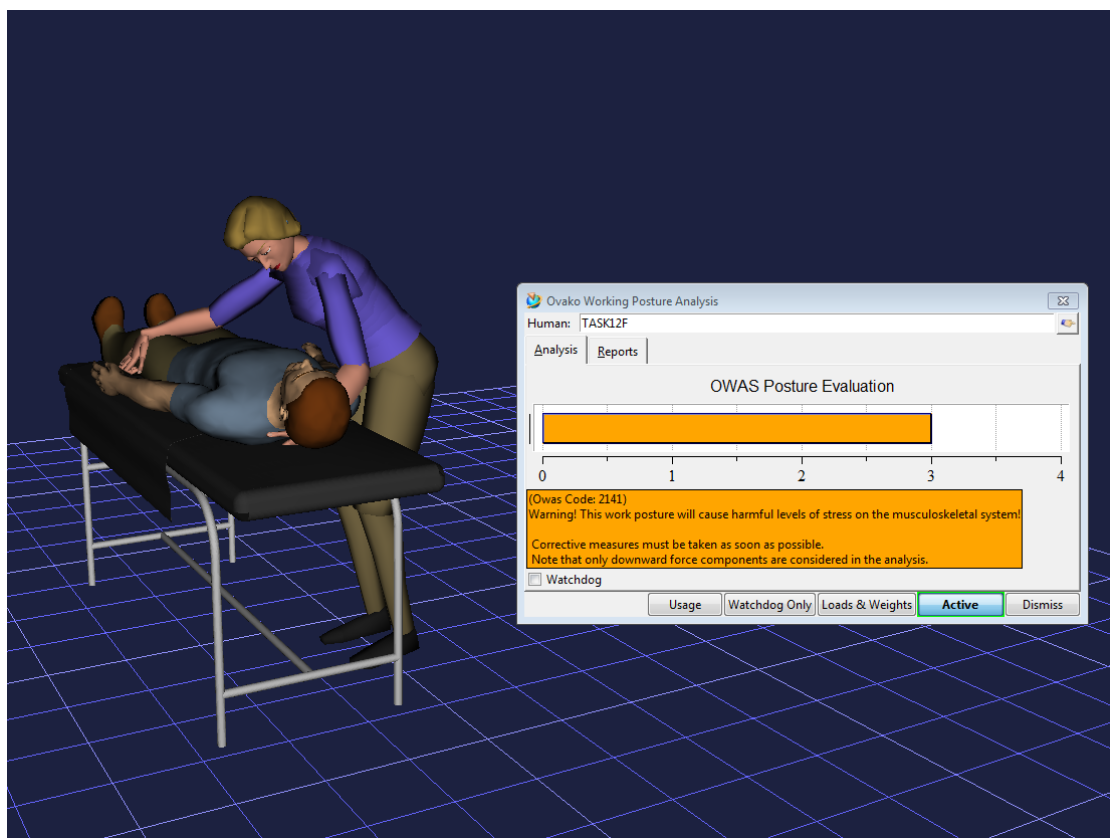 Ovako Working Posture Analysis
Human: TASK12F
Analysis Reports
OWAS Posture Evaluation
0 1 2 3 4
(Owas Code: 2141)
Warning! This work posture will cause harmful levels of stress on the musculoskeletal system!
Corrective measures must be taken as soon as possible.
Note that only downward force components are considered in the analysis.
Watchdog
Usage Watchdog Only Loads & Weights Active Dismiss